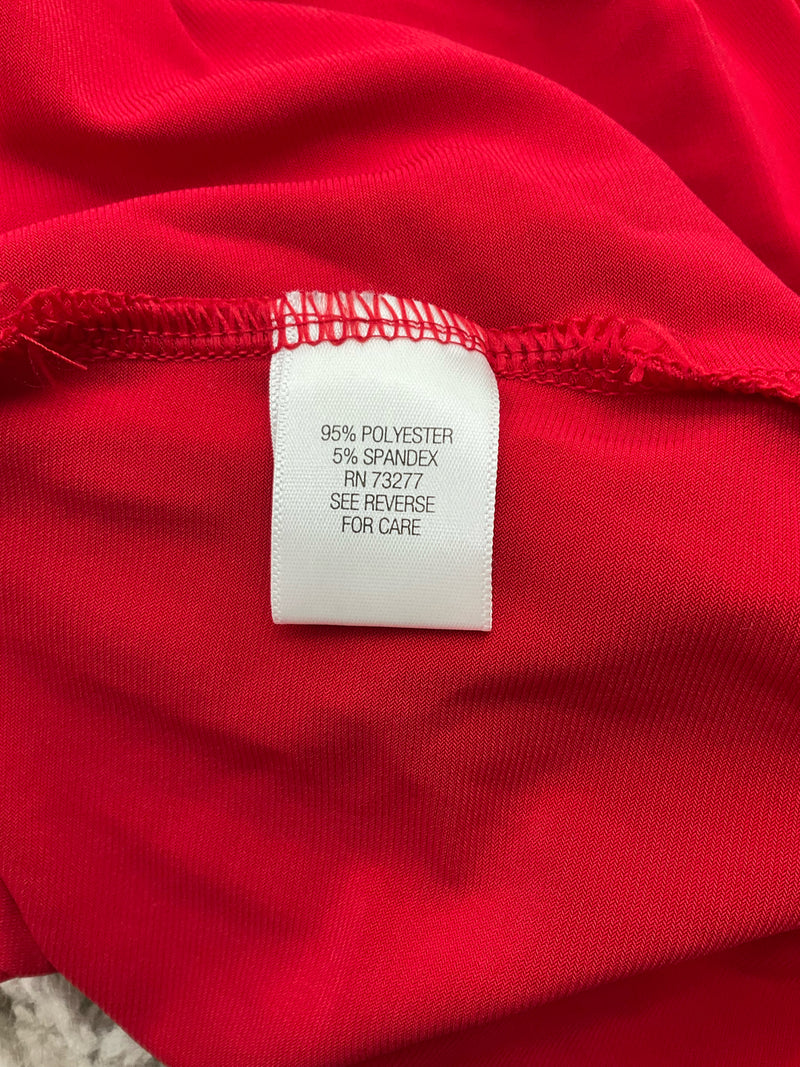 95% POLYESTER
5% SPANDEX
RN 73277
SEE REVERSE
FOR CARE